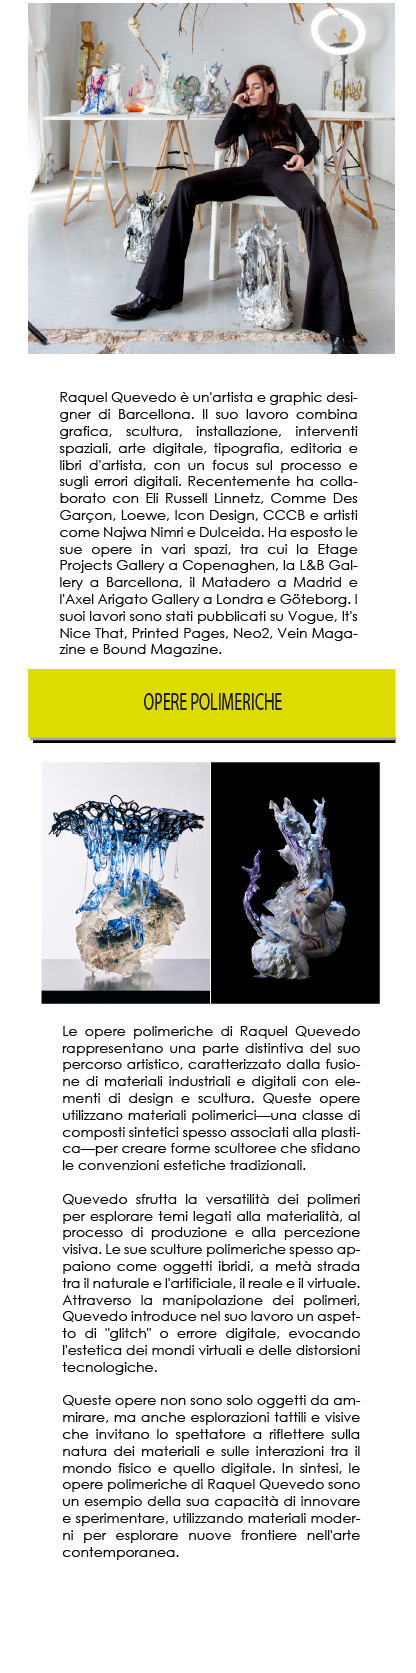 Raquel Quevedo è un'artista e graphic desi-
gner di Barcellona. Il suo lavoro combina
grafica, scultura, installazione, interventi
spaziali, arte digitale, tipografia, editoria e
libri d'artista, con un focus sul processo e
sugli errori digitali. Recentemente ha colla-
borato con Eli Russell Linnetz, Comme Des
Garçon, Loewe, Icon Design, CCCB e artisti
come Najwa Nimri e Dulceida. Ha esposto le
sue opere in vari spazi, tra cui la Etage
Projects Gallery a Copenaghen, la L&B Gal-
lery a Barcellona, il Matadero a Madrid e
l'Axel Arigato Gallery a Londra e Göteborg. I
suoi lavori sono stati pubblicati su Vogue, It's
Nice That, Printed Pages, Neo2, Vein Maga-
zine e Bound Magazine.
OPERE POLIMERICHE
Le opere polimeriche di Raquel Quevedo
rappresentano una parte distintiva del suo
percorso artistico, caratterizzato dalla fusio-
ne di materiali industriali e digitali con ele-
menti di design e scultura. Queste opere
utilizzano materiali polimerici—una classe di
composti sintetici spesso associati alla plasti-
ca—per creare forme scultoree che sfidano
le convenzioni estetiche tradizionali.
Quevedo sfrutta la versatilità dei polimeri
per esplorare temi legati alla materialità, al
processo di produzione e alla percezione
visiva. Le sue sculture polimeriche spesso ap-
paiono come oggetti ibridi, a metà strada
tra il naturale e l'artificiale, il reale e il virtuale.
Attraverso la manipolazione dei polimeri,
Quevedo introduce nel suo lavoro un aspet-
to di "glitch" o errore digitale, evocando
l'estetica dei mondi virtuali e delle distorsioni
tecnologiche.
Queste opere non sono solo oggetti da am-
mirare, ma anche esplorazioni tattili e visive
che invitano lo spettatore a riflettere sulla
natura dei materiali e sulle interazioni tra il
mondo fisico e quello digitale. In sintesi, le
opere polimeriche di Raquel Quevedo sono
un esempio della sua capacità di innovare
e sperimentare, utilizzando materiali moder-
ni per esplorare nuove frontiere nell'arte
contemporanea.